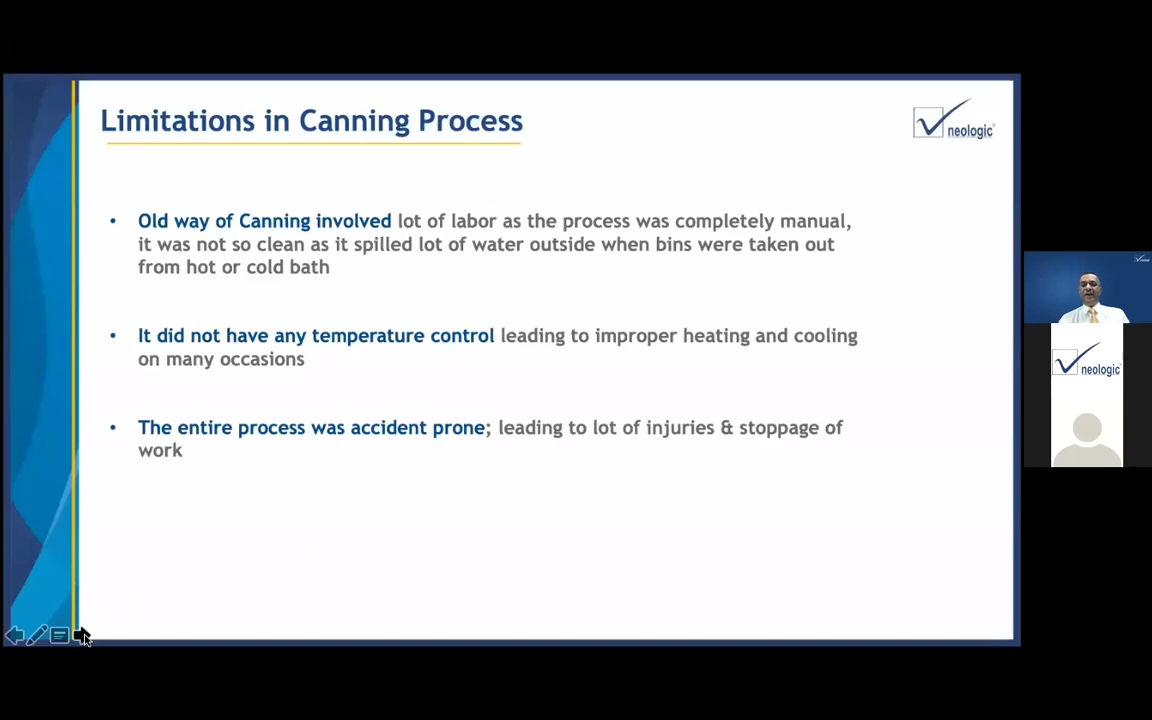 Limitations in Canning Process
neologic
• Old way of Canning involved lot of labor as the process was completely manual,
it was not so clean as it spilled lot of water outside when bins were taken out
from hot or cold bath
• It did not have any temperature control leading to improper heating and cooling
on many occasions
• The entire process was accident prone; leading to lot of injuries & stoppage of
work
neologic